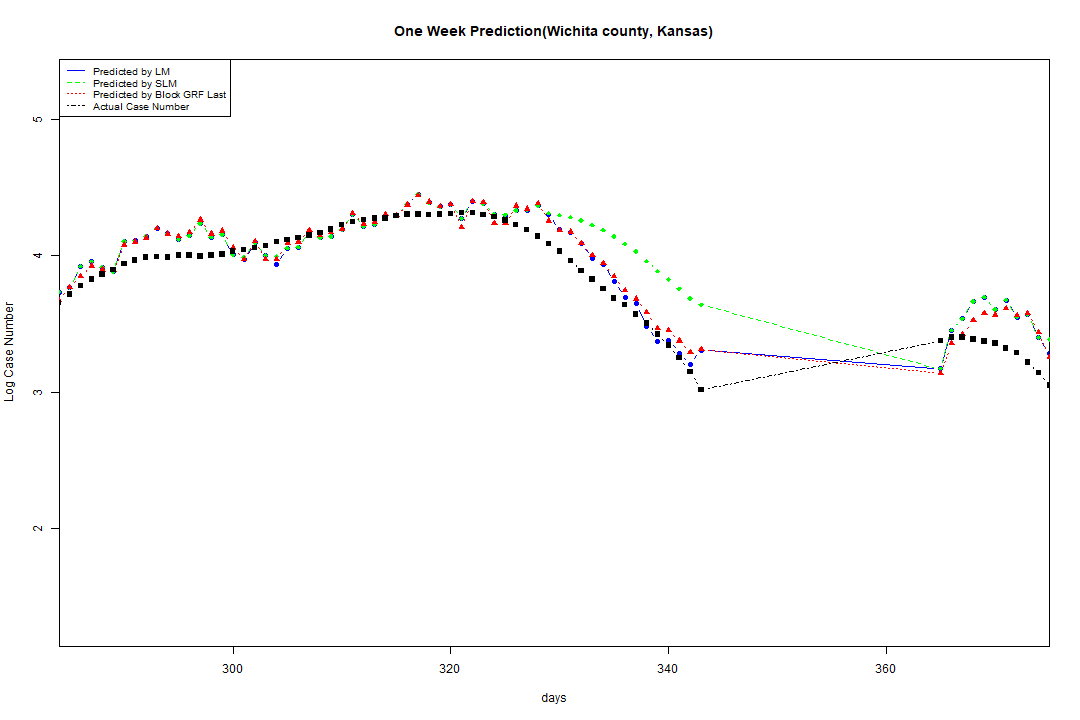 One Week Prediction(Wichita county, Kansas)
Predicted by LM
Predicted by SLM
Predicted by Block GRF Last
Actual Case Number
5
4
3
2
Log Case Number
300
320
340
360
days